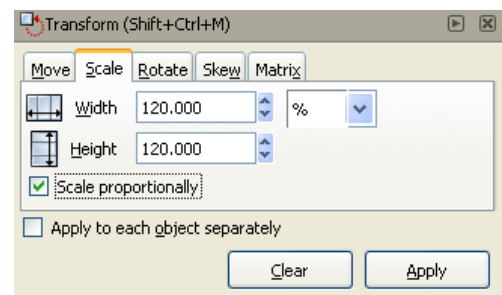 Transform (Shift+Ctrl+M)
Move Scale Rotate Skew Matrix
Width 120.000 %
Height 120.000
Scale proportionally
Apply to each object separately
Clear Apply